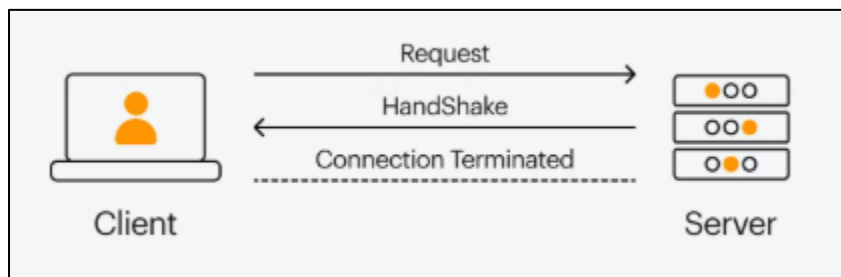 Request
HandShake
Connection Terminated
Client
Server